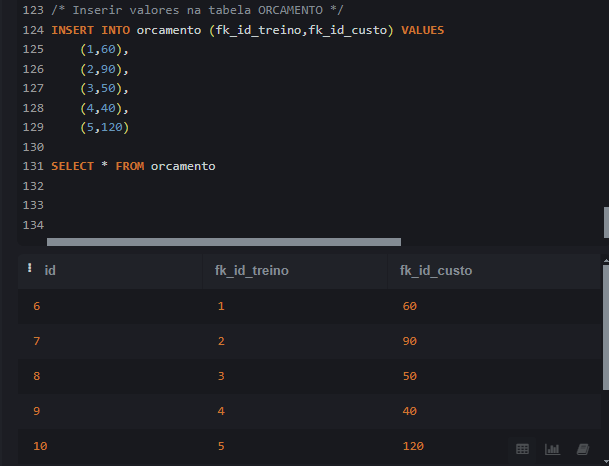 123 /* Inserir valores na tabela ORCAMENTO */
124 INSERT INTO orcamento (fk_id_treino,fk_id_custo) VALUES
125     (1,60),
126     (2,90),
127     (3,50),
128     (4,40),
129     (5,120)
130
131 SELECT * FROM orcamento
132
133
134
id fk_id_treino fk_id_custo
6 1 60
7 2 90
8 3 50
9 4 40
10 5 120